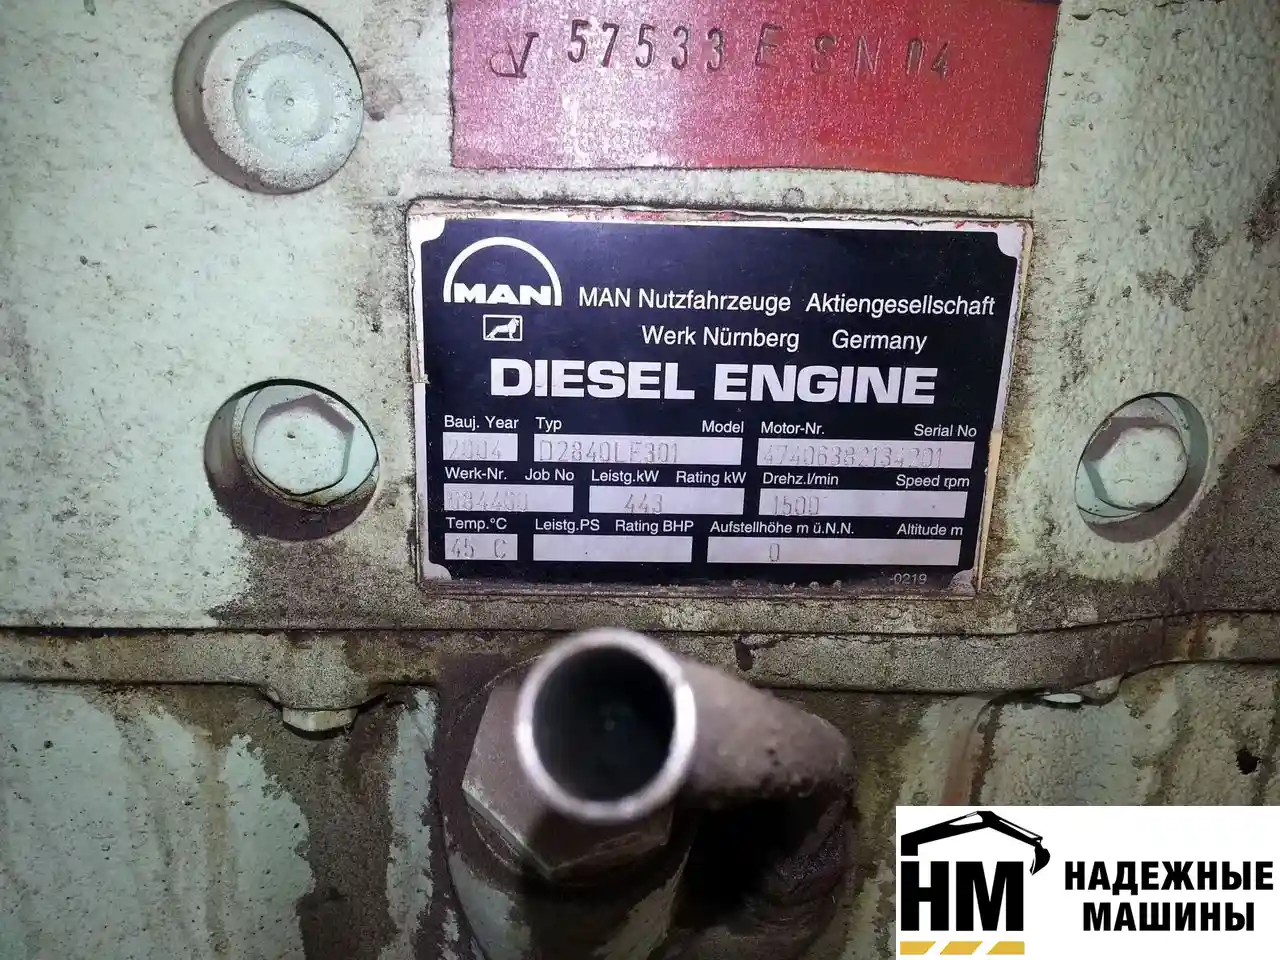 57533 E S N 04
MAN
MAN Nutzfahrzeuge Aktiengesellschaft
Werk Nürnberg Germany
DIESEL ENGINE
Bauj. Year Typ Model Motor-Nr. Serial No
2004 D2840LE301 47406382134201
Werk-Nr. Job No Leistg.kW Rating kW Drehz.l/min Speed rpm
443 1500
Temp.°C Leistg.PS Rating BHP Aufstellhöhe m ü.N.N. Altitude m
45 C 0
-0219
НМ НАДЕЖНЫЕ
МАШИНЫ